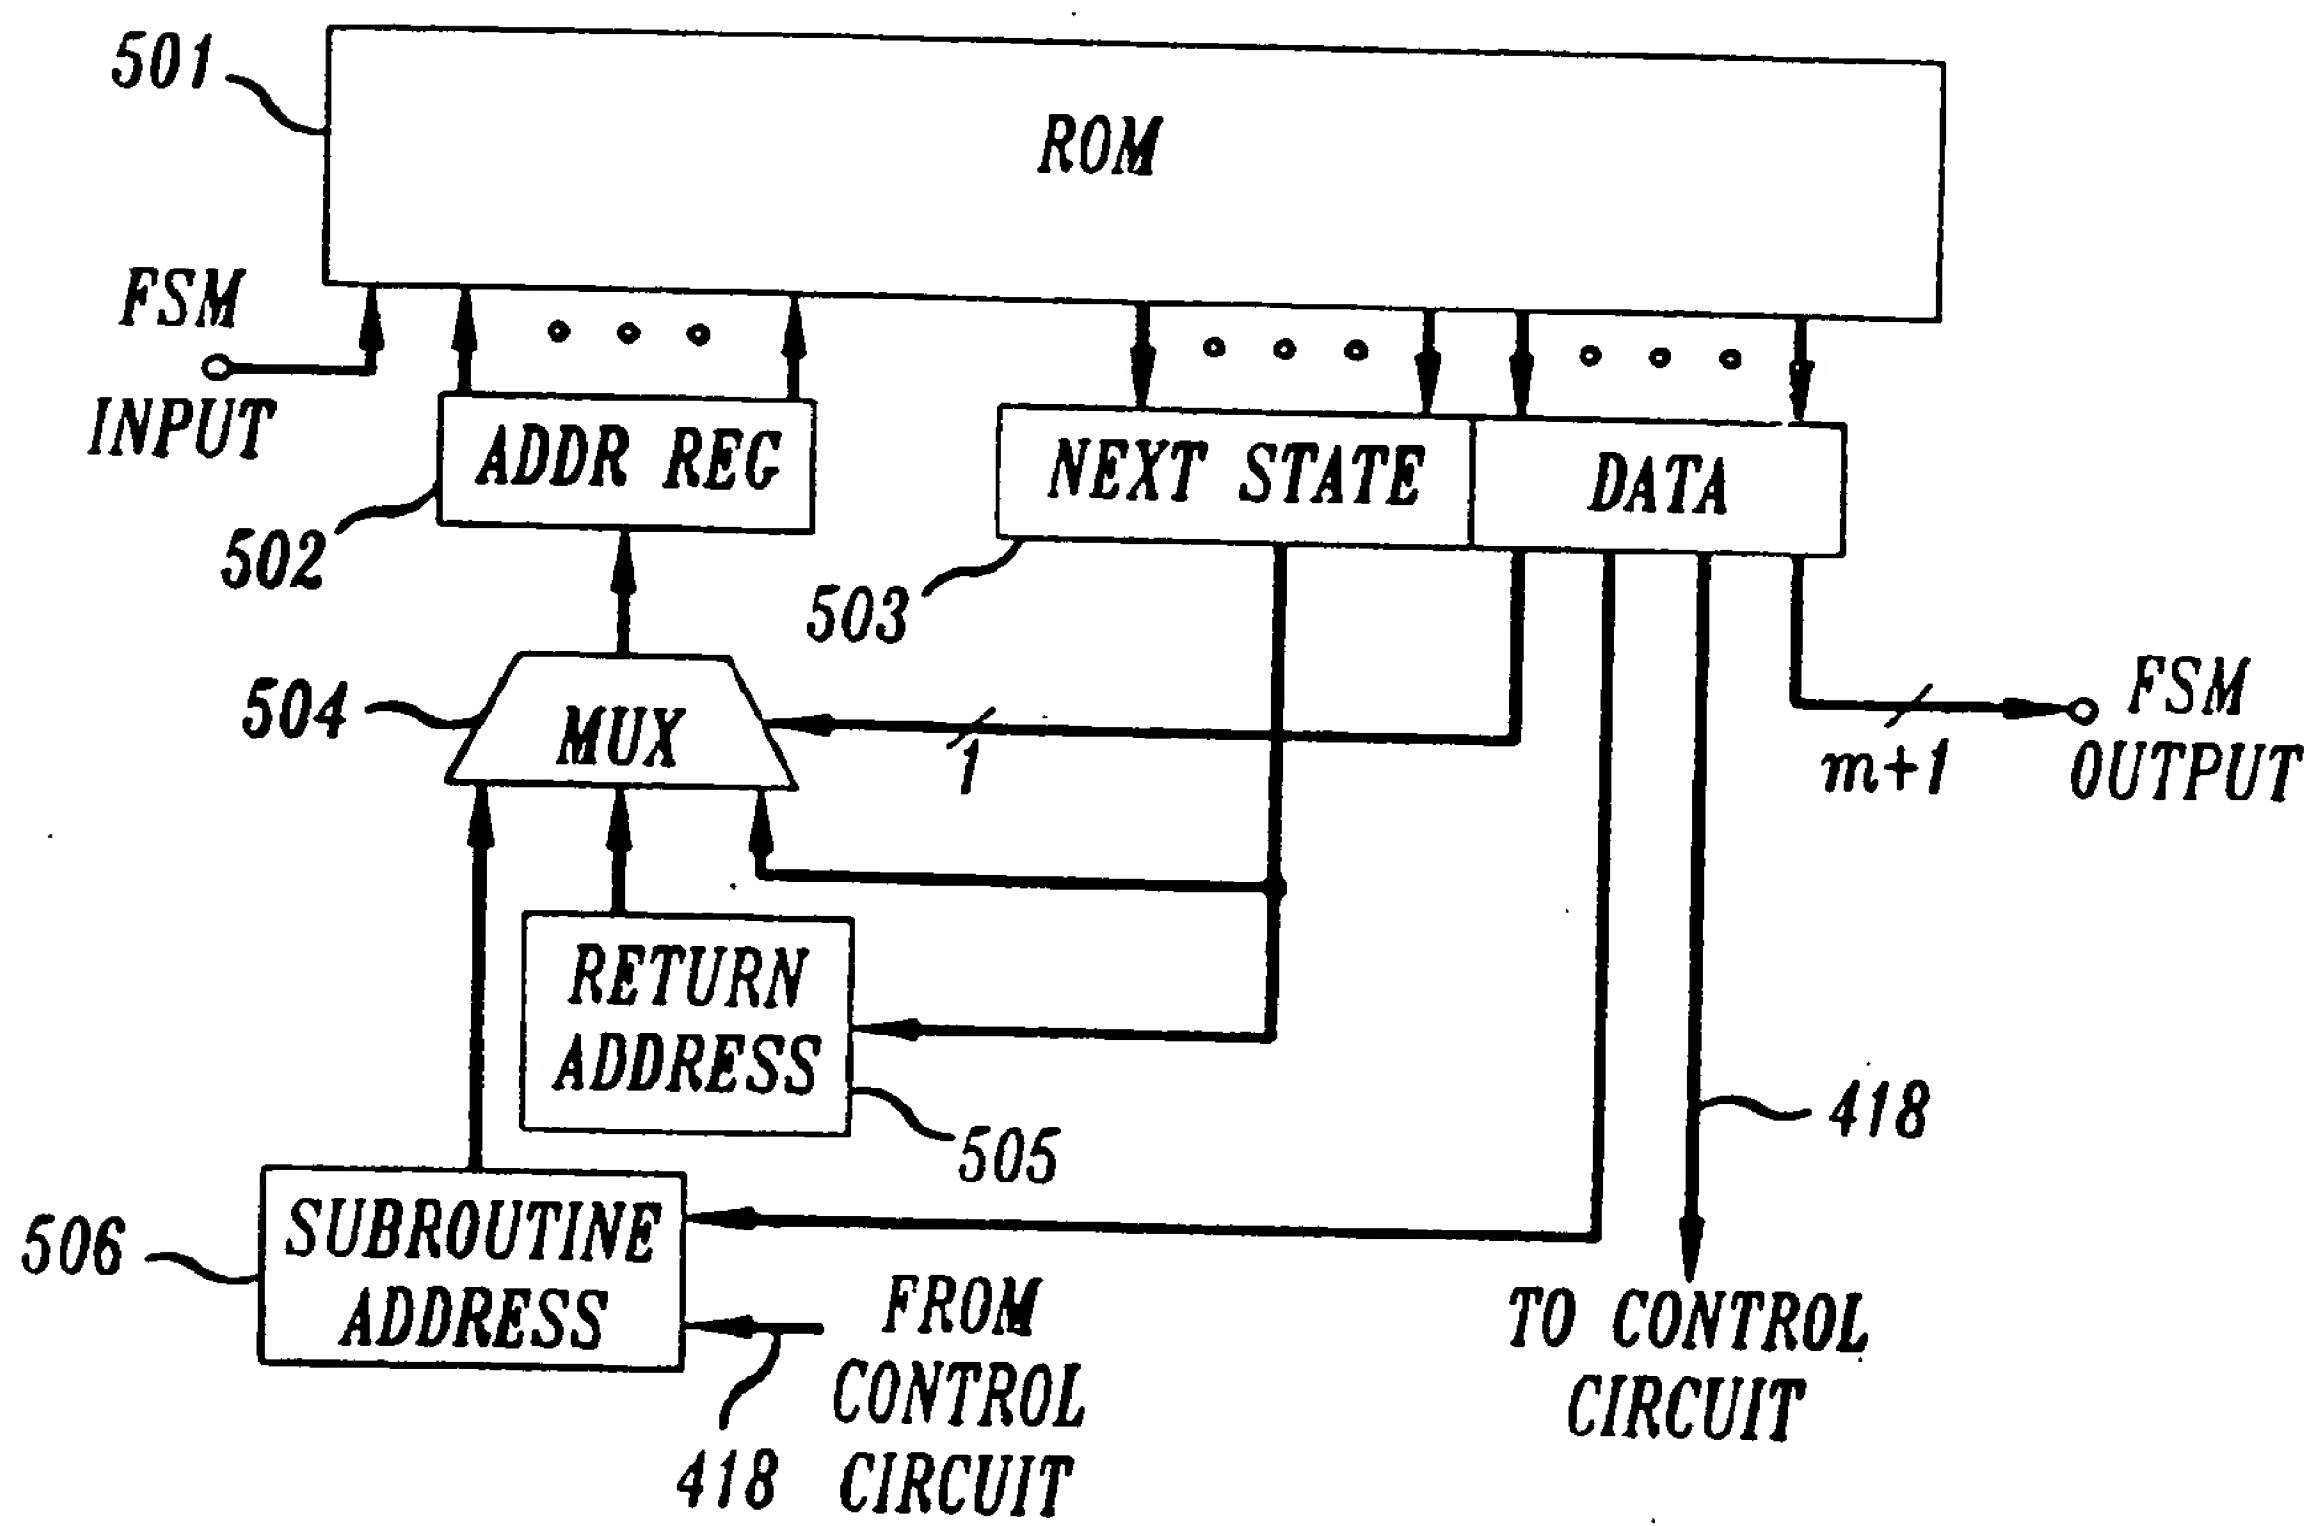 501
ROM
FSM
INPUT
ADDR REG
NEXT STATE
DATA
502
503
504
MUX
1
FSM
OUTPUT
m+1
RETURN
ADDRESS
505
418
506
SUBROUTINE
ADDRESS
FROM
CONTROL
CIRCUIT
418
TO CONTROL
CIRCUIT